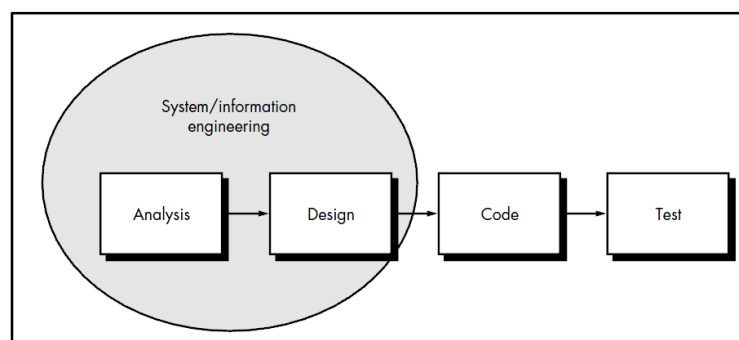 System/information
engineering
Analysis
Design
Code
Test